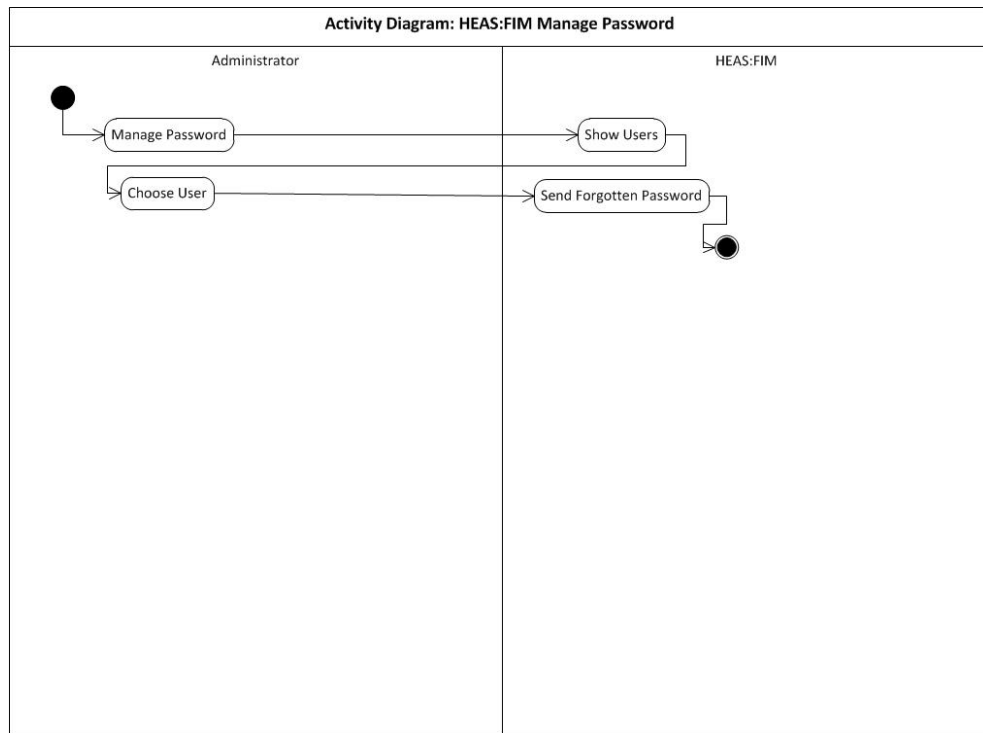 Activity Diagram: HEAS:FIM Manage Password
Administrator
HEAS:FIM
Manage Password
Show Users
Choose User
Send Forgotten Password